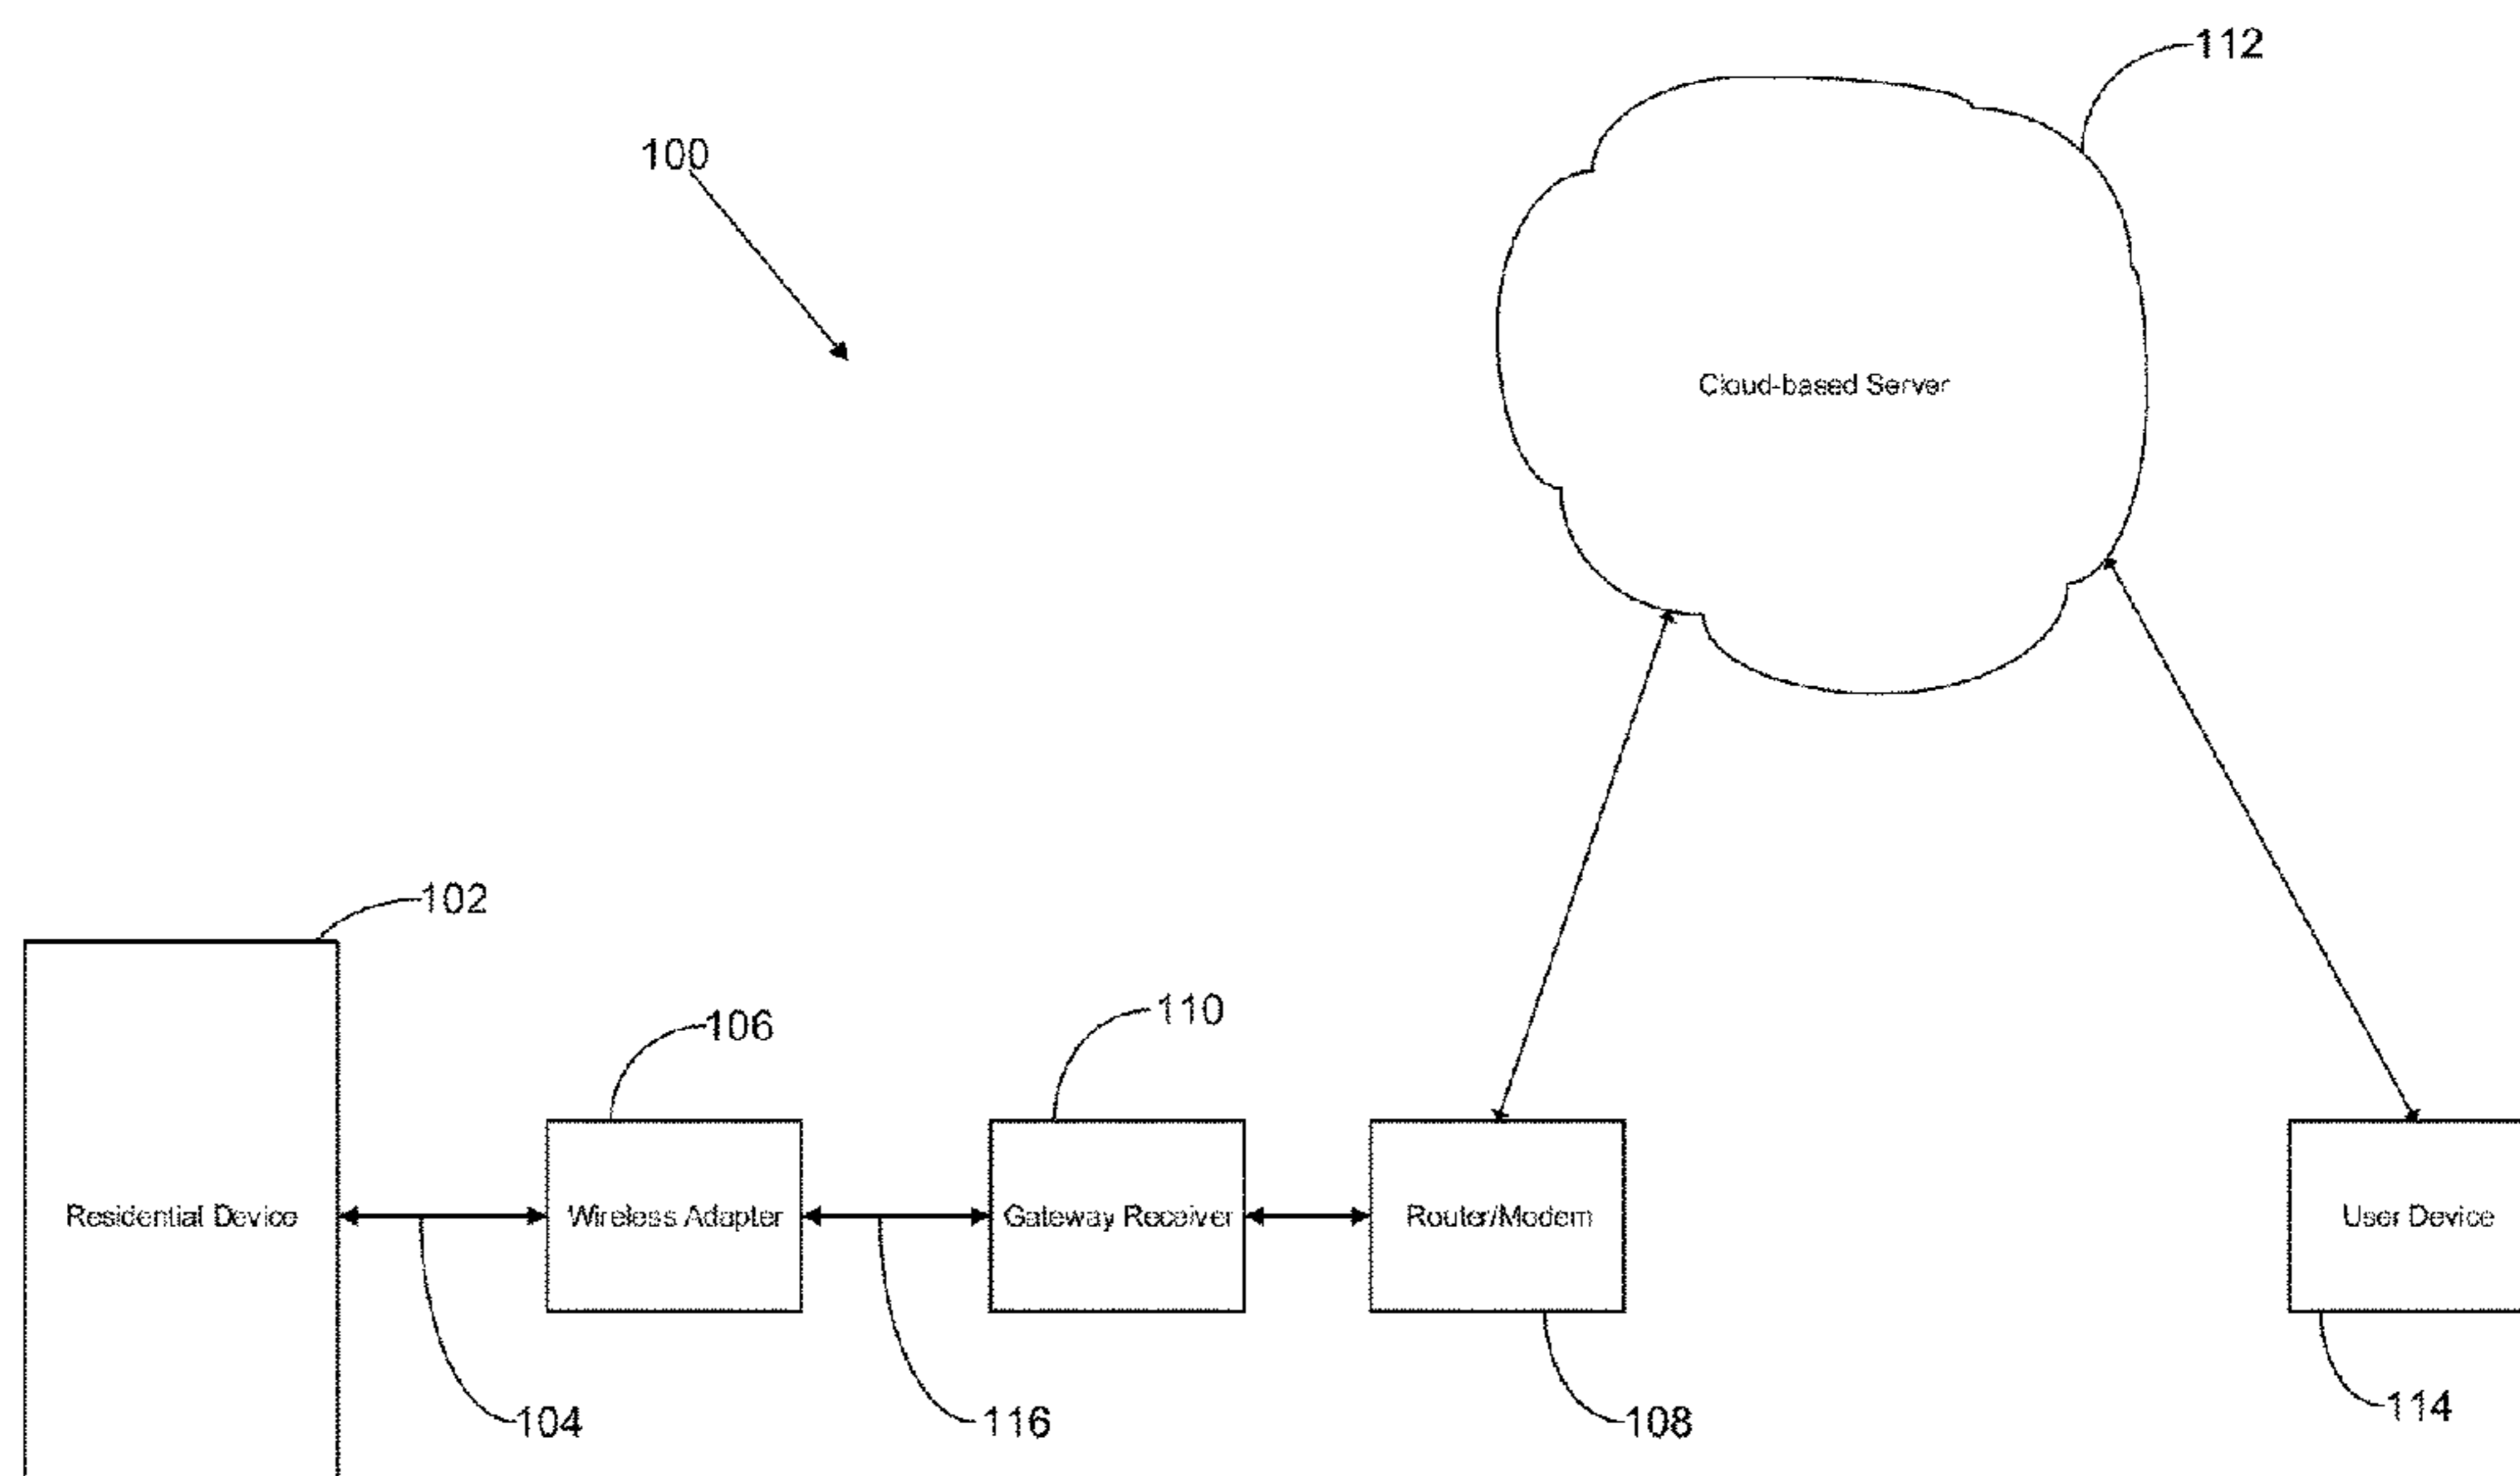 112
100
Cloud-based Server
102
110
106
Residential Device
Wireless Adapter
Gateway Receiver
Router/Modem
User Device
114
104
116
108